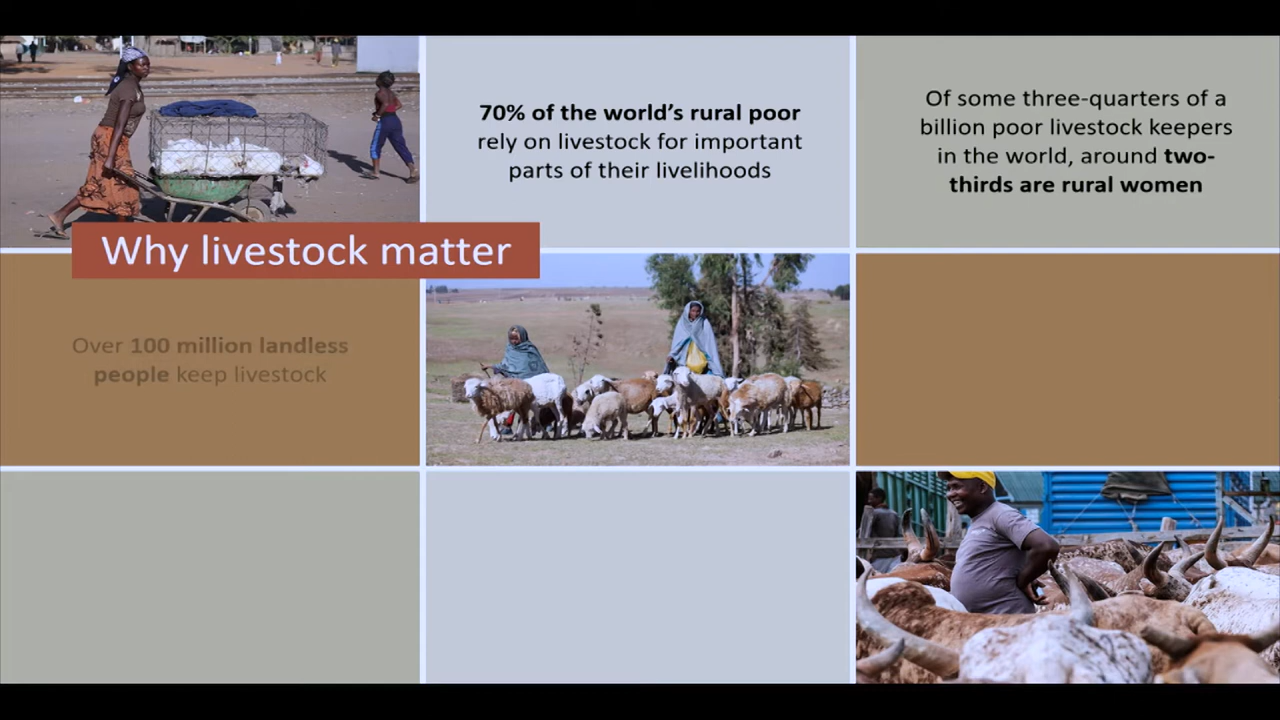 70% of the world's rural poor
rely on livestock for important
parts of their livelihoods
Of some three-quarters of a
billion poor livestock keepers
in the world, around two-
thirds are rural women
Why livestock matter
Over 100 million landless
people keep livestock